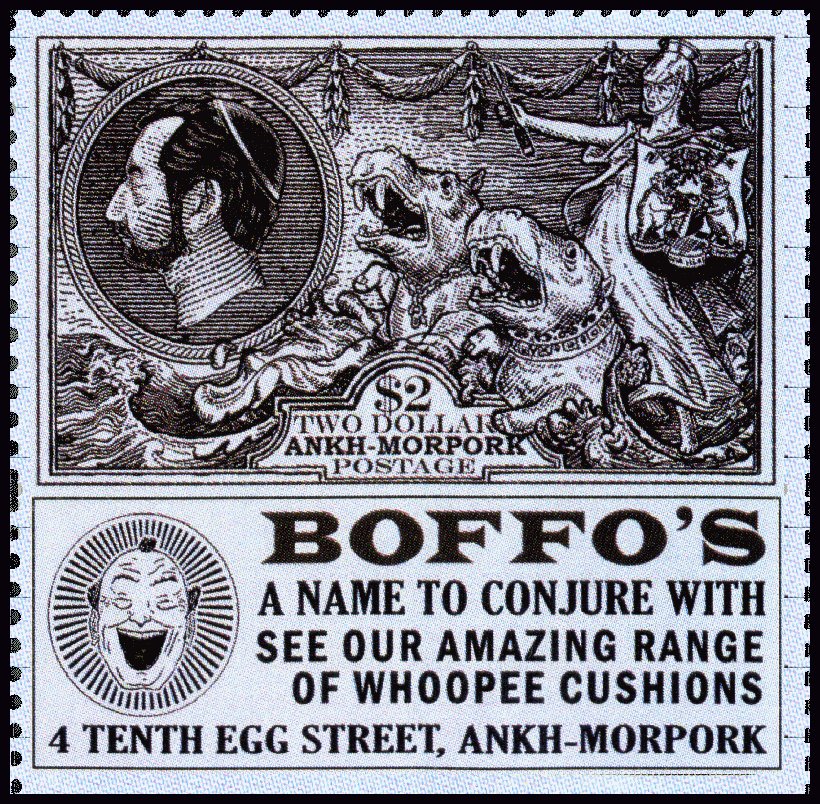 $2
TWO DOLLAR
ANKH-MORPORK
POSTAGE
BOFFO'S
A NAME TO CONJURE WITH
SEE OUR AMAZING RANGE
OF WHOOPEE CUSHIONS
4 TENTH EGG STREET, ANKH-MORPORK